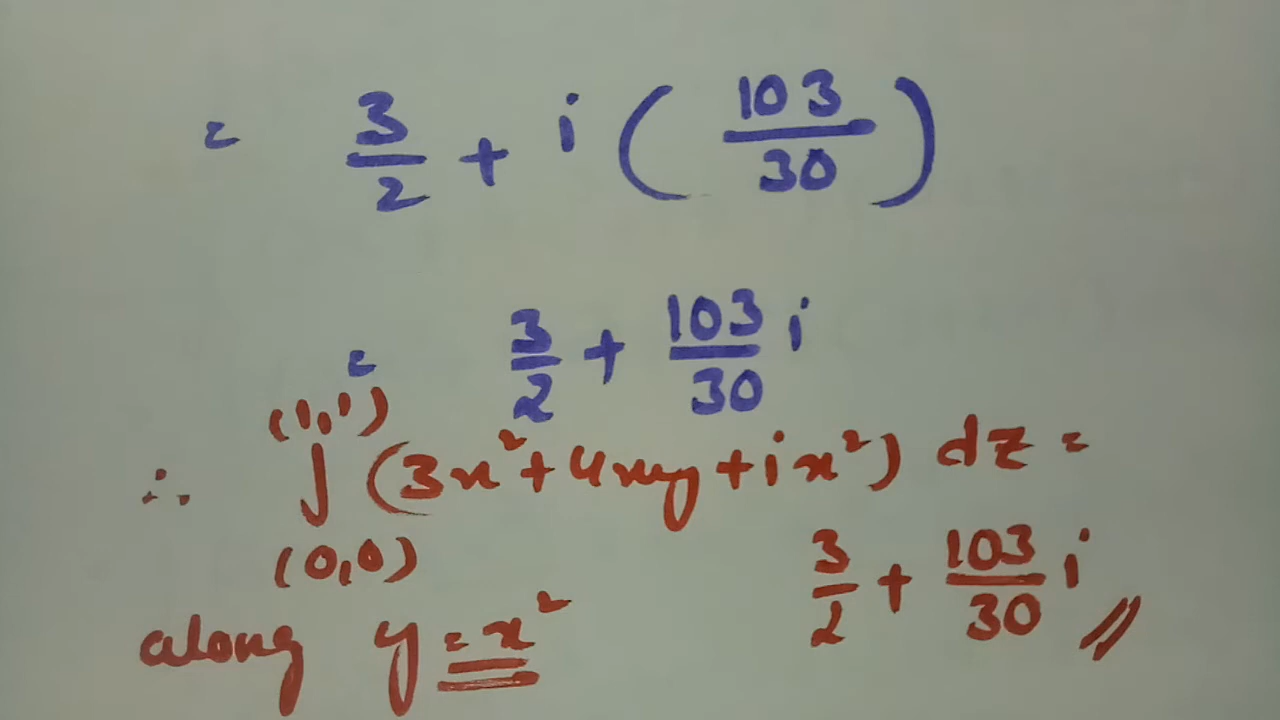 = 3/2 + i (103/30)
= 3/2 + 103/30 i
∴ ∫_(0,0)^(1,1) (3x² + 4xy + ix²) dz =
3/2 + 103/30 i //
along y = x²